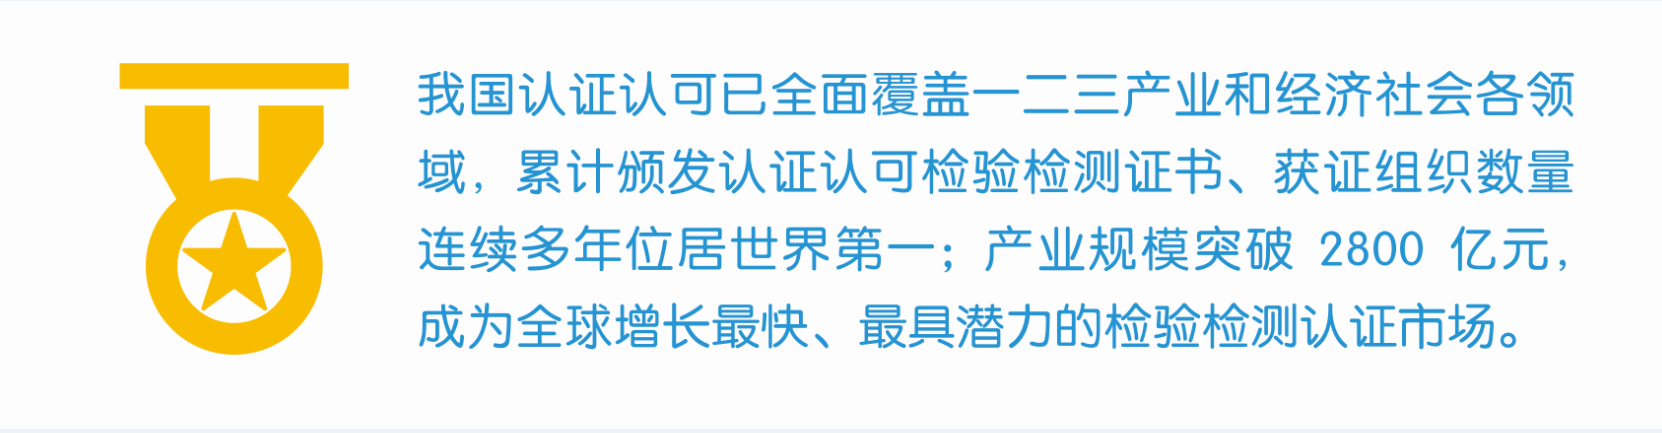 我国认证认可已全面覆盖一二三产业和经济社会各领
域，累计颁发认证认可检验检测证书、获证组织数量
连续多年位居世界第一；产业规模突破 2800 亿元，
成为全球增长最快、最具潜力的检验检测认证市场。